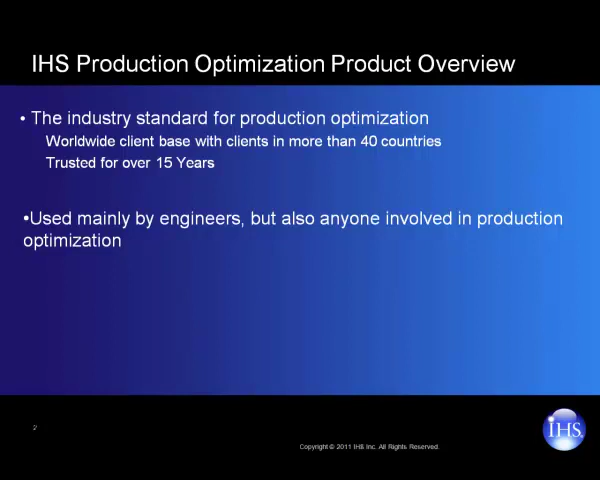 IHS Production Optimization Product Overview
• The industry standard for production optimization
Worldwide client base with clients in more than 40 countries
Trusted for over 15 Years
•Used mainly by engineers, but also anyone involved in production
optimization
2
IHS
Copyright © 2011 IHS Inc. All Rights Reserved.